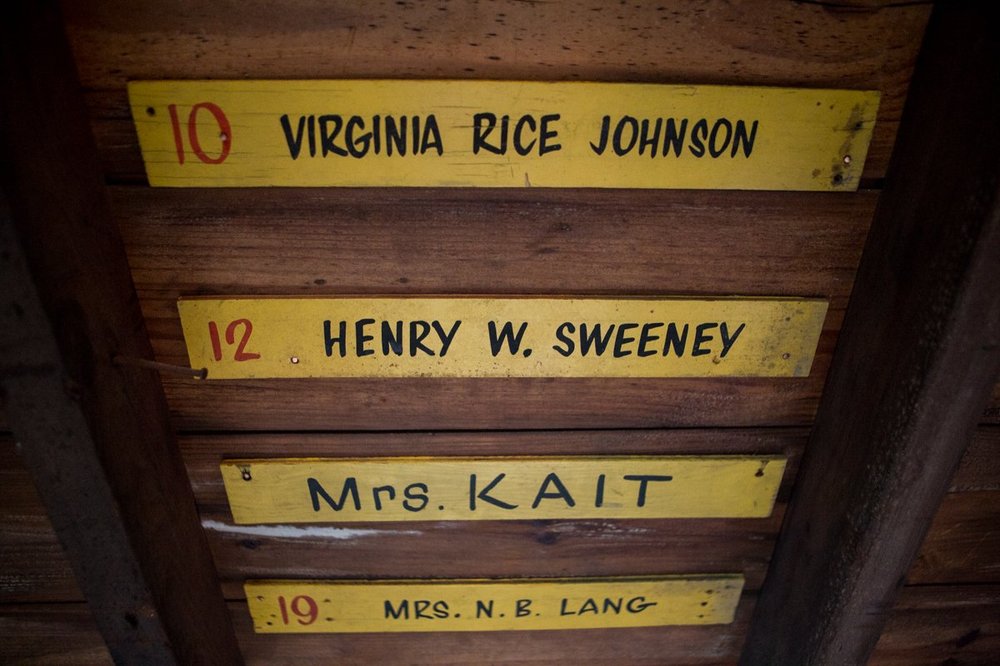 10 VIRGINIA RICE JOHNSON
12 HENRY W. SWEENEY
Mrs. KAIT
19 MRS. N. B. LANG